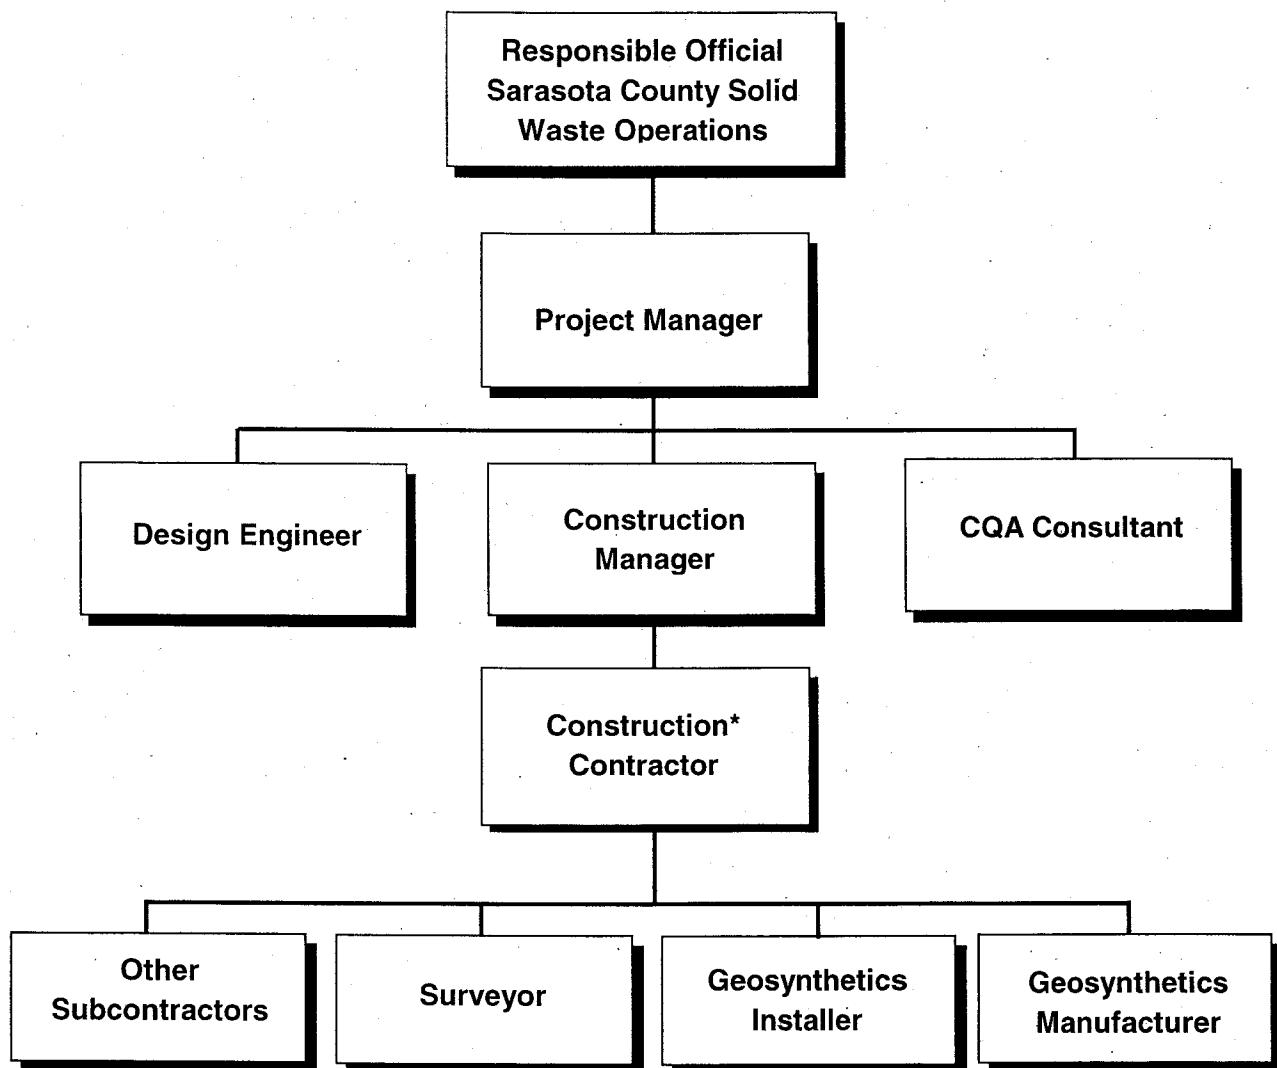 Responsible Official
Sarasota County Solid
Waste Operations
Project Manager
Design Engineer
Construction
Manager
CQA Consultant
Construction*
Contractor
Other
Subcontractors
Surveyor
Geosynthetics
Installer
Geosynthetics
Manufacturer